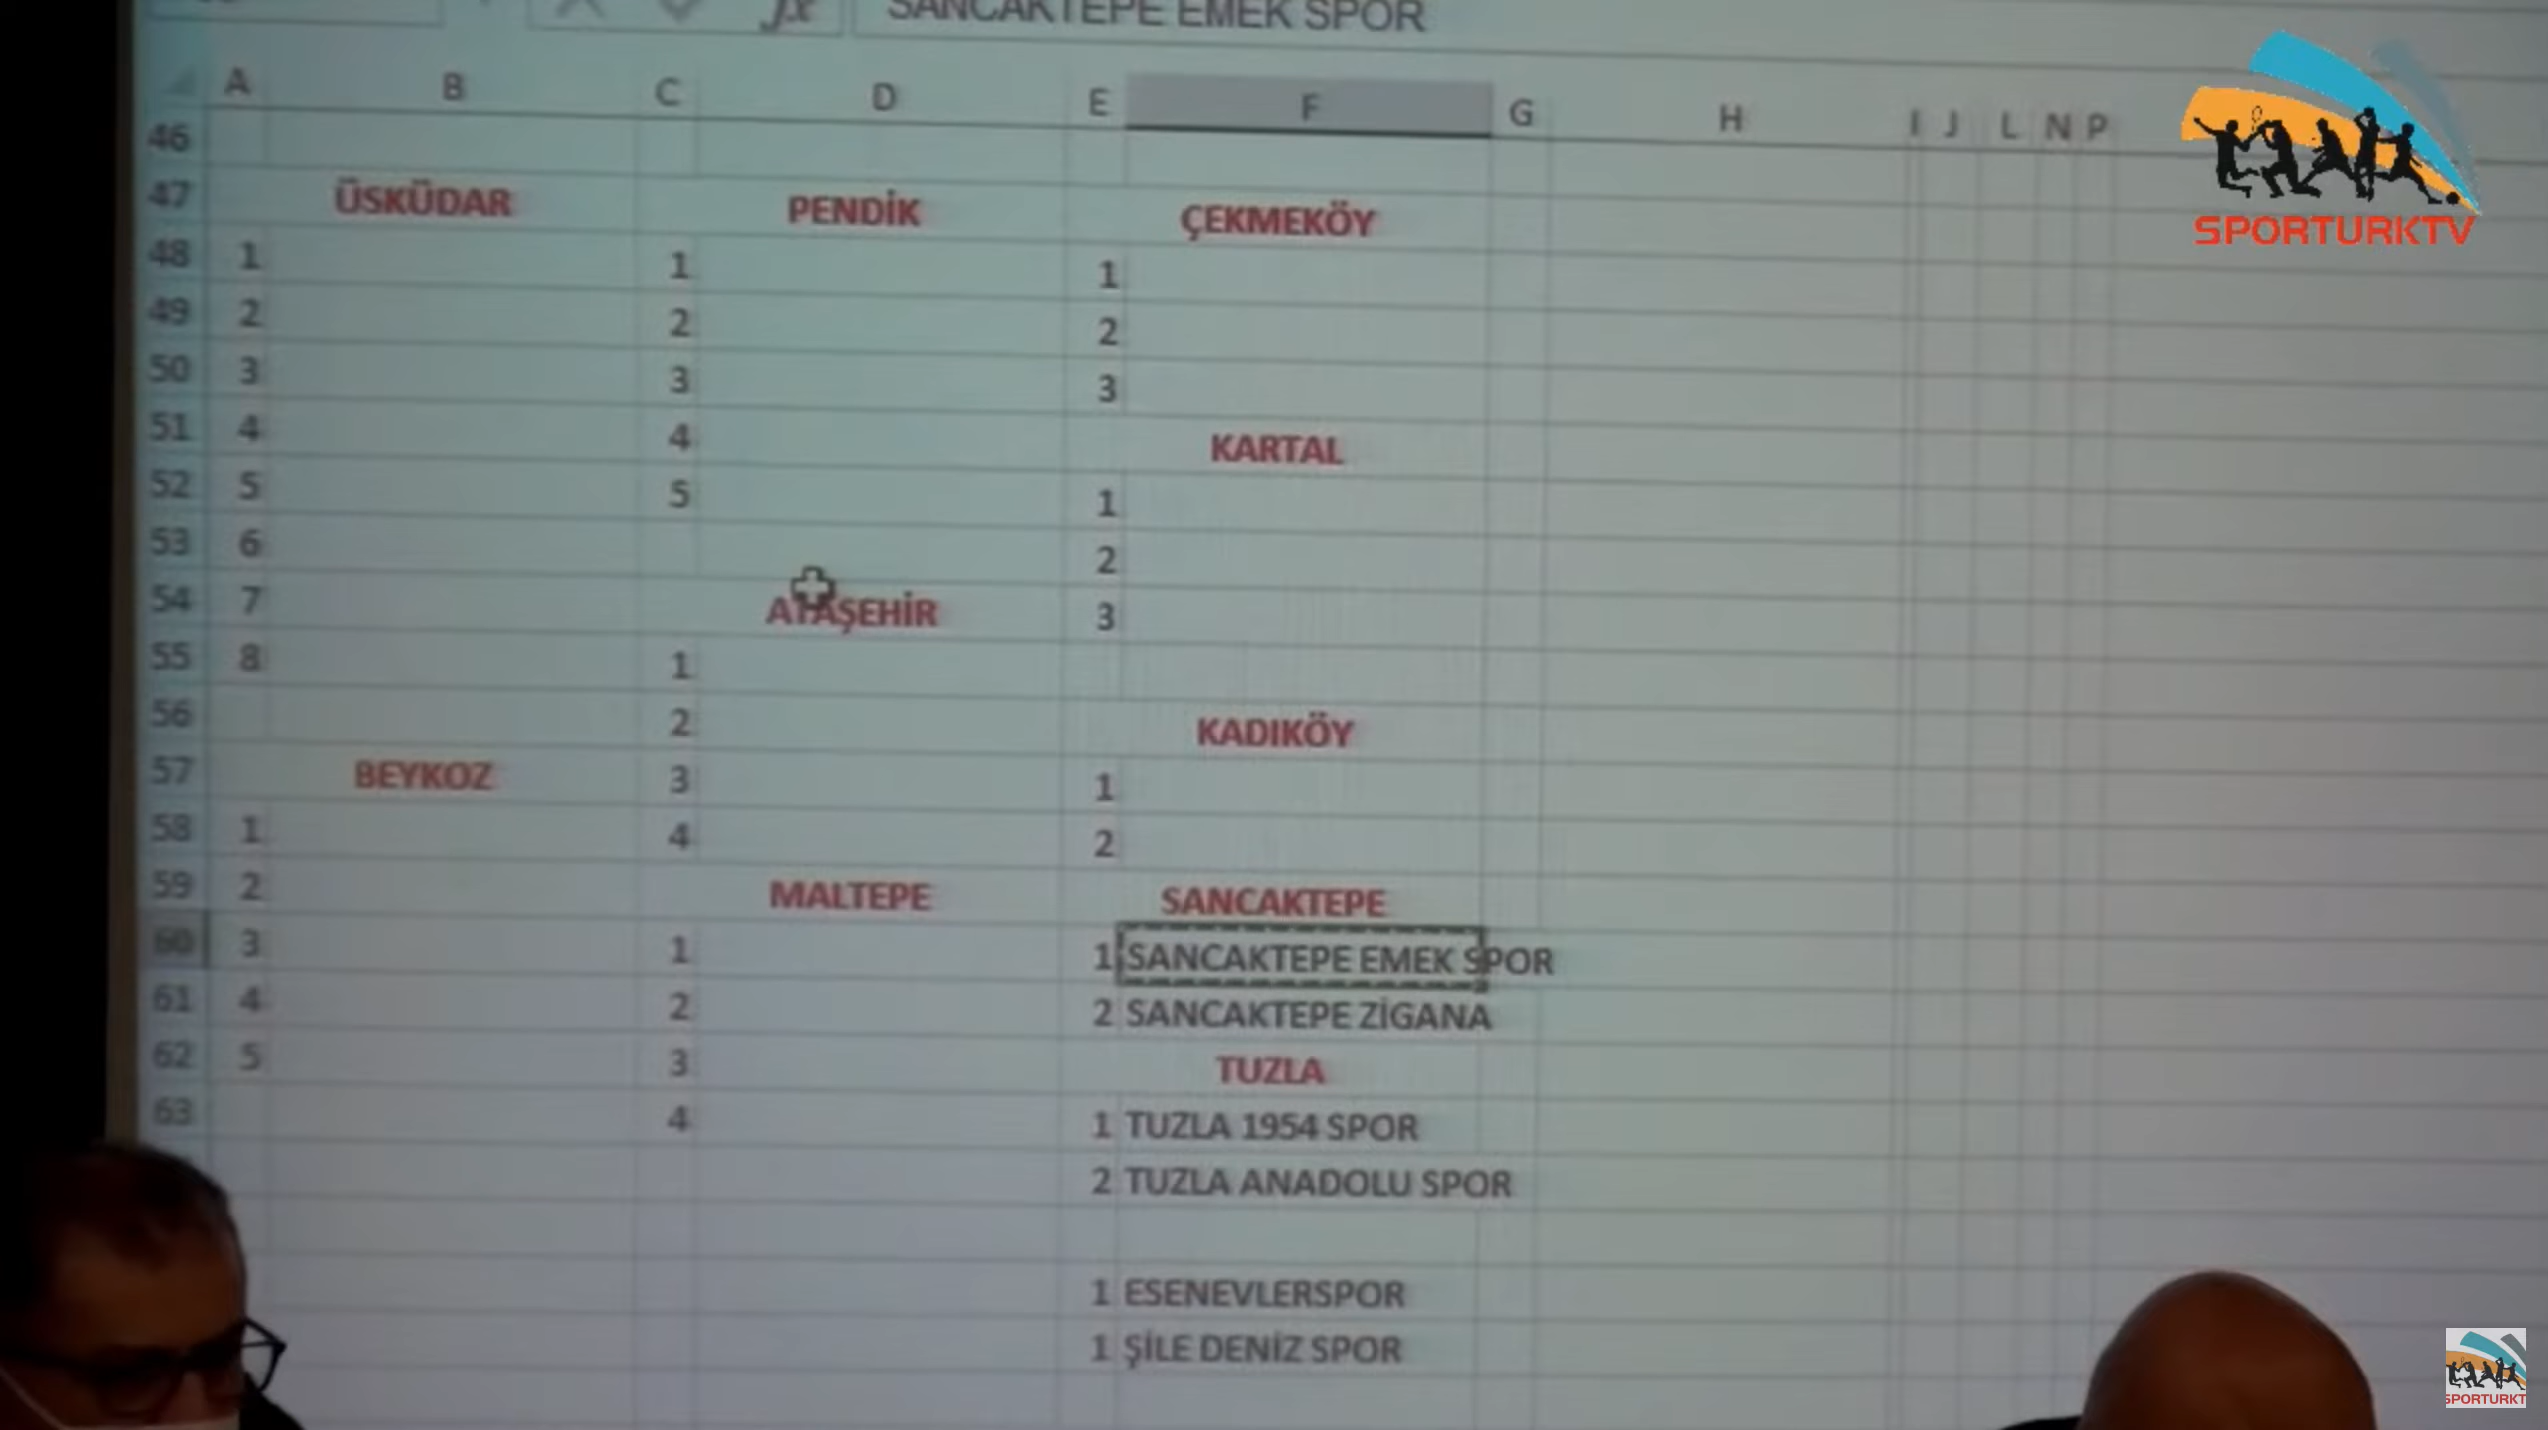 fx SANCAKTEPE EMEK SPOR
A B C D E F G H I J L N P
46
47 ÜSKÜDAR PENDİK ÇEKMEKÖY
48 1 1 1
49 2 2 2
50 3 3 3
51 4 4 KARTAL
52 5 5 1
53 6 2
54 7 ATAŞEHİR 3
55 8 1
56 2 KADIKÖY
57 BEYKOZ 3 1
58 1 4 2
59 2 MALTEPE SANCAKTEPE
60 3 1 1 SANCAKTEPE EMEK SPOR
61 4 2 2 SANCAKTEPE ZİGANA
62 5 3 TUZLA
63 4 1 TUZLA 1954 SPOR
2 TUZLA ANADOLU SPOR
1 ESENEVLERSPOR
1 ŞİLE DENİZ SPOR
SPORTURKTV
SPORTURKT